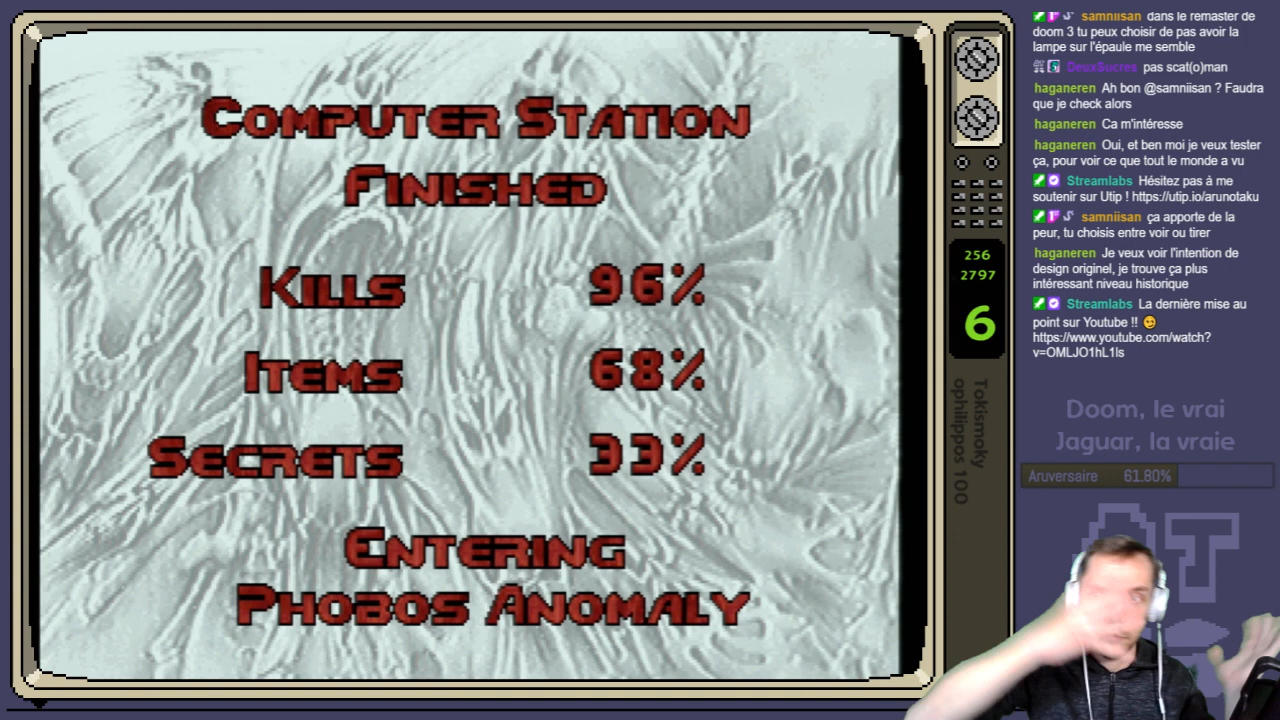 Computer Station
Finished
Kills 96%
Items 68%
Secrets 33%
Entering
Phobos Anomaly
256
2797
6
Tokismoky
ophilippos 100
samniisan dans le remaster de
doom 3 tu peux choisir de pas avoir la
lampe sur l'épaule me semble
DeuxSucres pas scat(o)man
haganeren Ah bon @samniisan ? Faudra
que je check alors
haganeren Ca m'intéresse
haganeren Oui, et ben moi je veux tester
ça, pour voir ce que tout le monde a vu
Streamlabs Hésitez pas à me
soutenir sur Utip ! https://utip.io/arunotaku
samniisan ça apporte de la
peur, tu choisis entre voir ou tirer
haganeren Je veux voir l'intention de
design originel, je trouve ça plus
intéressant niveau historique
Streamlabs La dernière mise au
point sur Youtube !! 😏
https://www.youtube.com/watch?
v=OMLJO1hL1ls
Doom, le vrai
Jaguar, la vraie
Aruversaire 61.80%